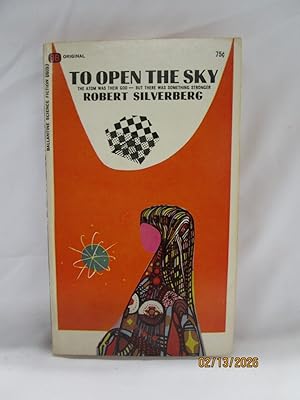 ORIGINAL
75¢
TO OPEN THE SKY
THE ATOM WAS THEIR GOD — BUT THERE WAS SOMETHING STRONGER
ROBERT SILVERBERG
BALLANTINE SCIENCE FICTION
02/13/2026